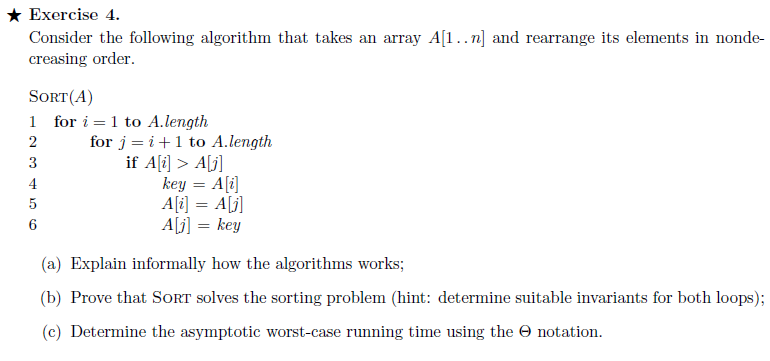 ★ Exercise 4.
Consider the following algorithm that takes an array A[1..n] and rearrange its elements in nonde-
creasing order.
SORT(A)
1 for i = 1 to A.length
2 for j = i + 1 to A.length
3 if A[i] > A[j]
4 key = A[i]
5 A[i] = A[j]
6 A[j] = key
(a) Explain informally how the algorithms works;
(b) Prove that SORT solves the sorting problem (hint: determine suitable invariants for both loops);
(c) Determine the asymptotic worst-case running time using the Θ notation.